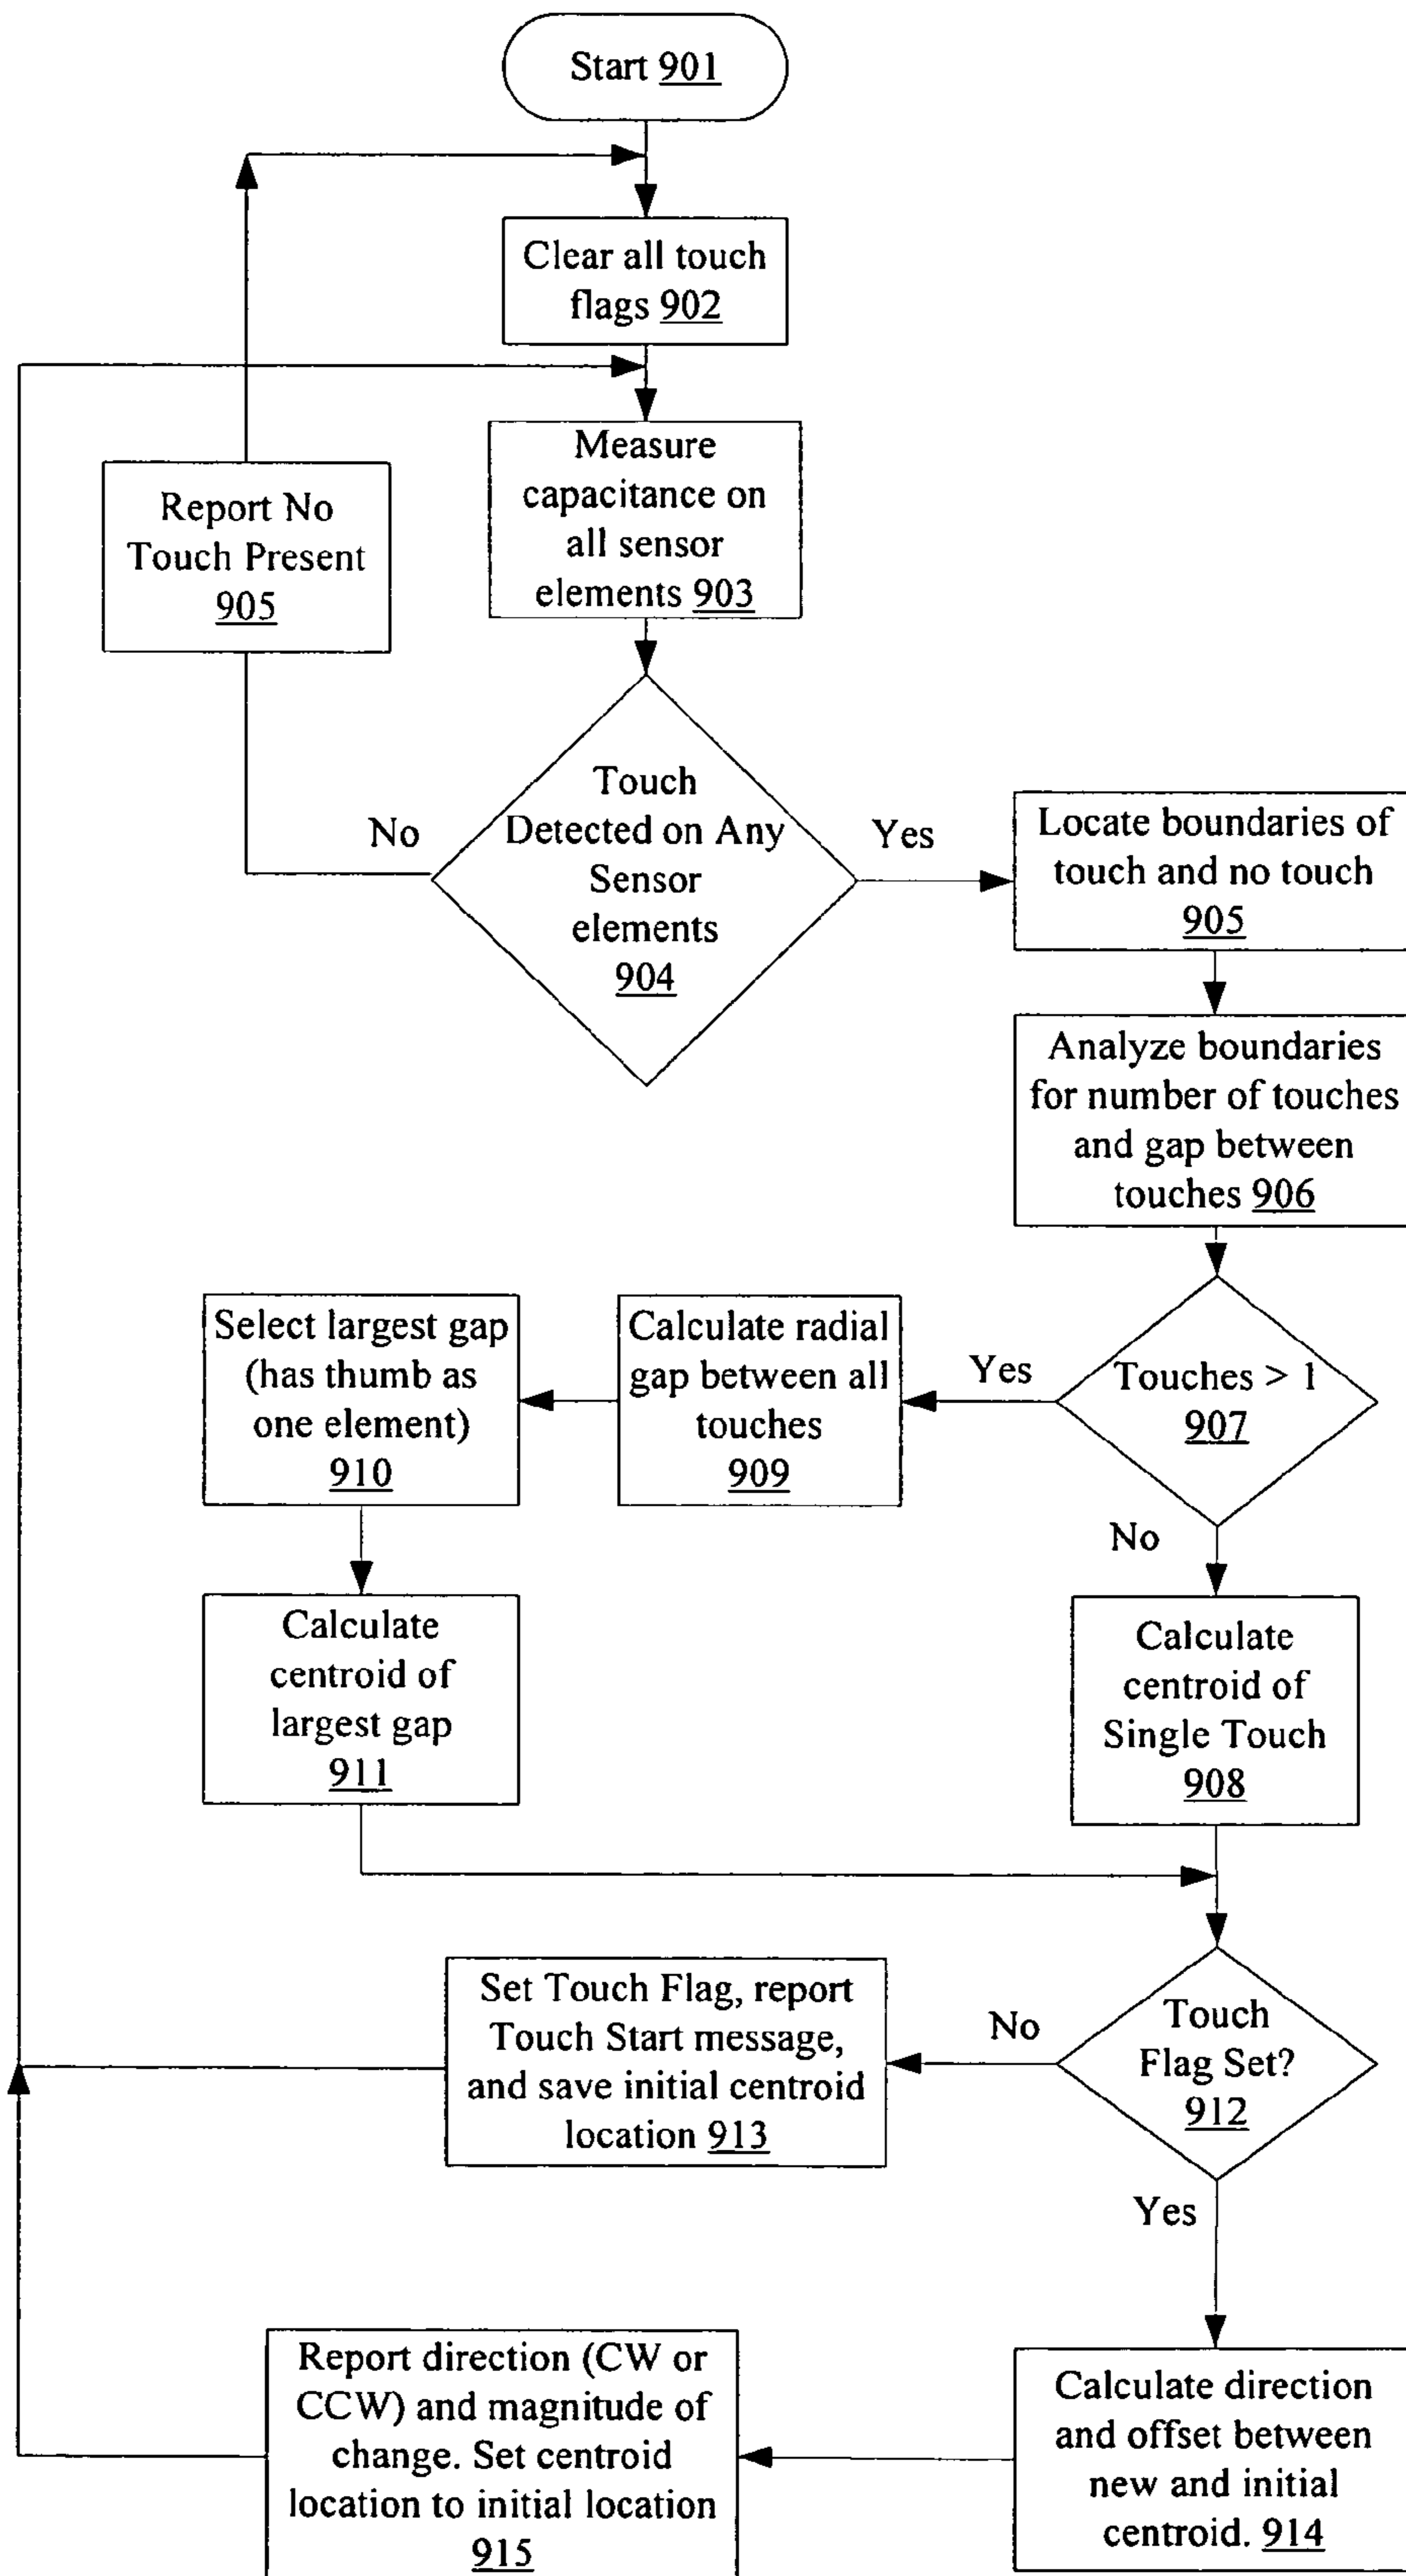 Start 901
Clear all touch
flags 902
Measure
capacitance on
all sensor
elements 903
Report No
Touch Present
905
Touch
Detected on Any
Sensor
elements
904
No
Yes
Locate boundaries of
touch and no touch
905
Analyze boundaries
for number of touches
and gap between
touches 906
Touches > 1
907
Yes
No
Calculate radial
gap between all
touches
909
Select largest gap
(has thumb as
one element)
910
Calculate
centroid of
largest gap
911
Calculate
centroid of
Single Touch
908
Touch
Flag Set?
912
No
Yes
Set Touch Flag, report
Touch Start message,
and save initial centroid
location 913
Calculate direction
and offset between
new and initial
centroid. 914
Report direction (CW or
CCW) and magnitude of
change. Set centroid
location to initial location
915